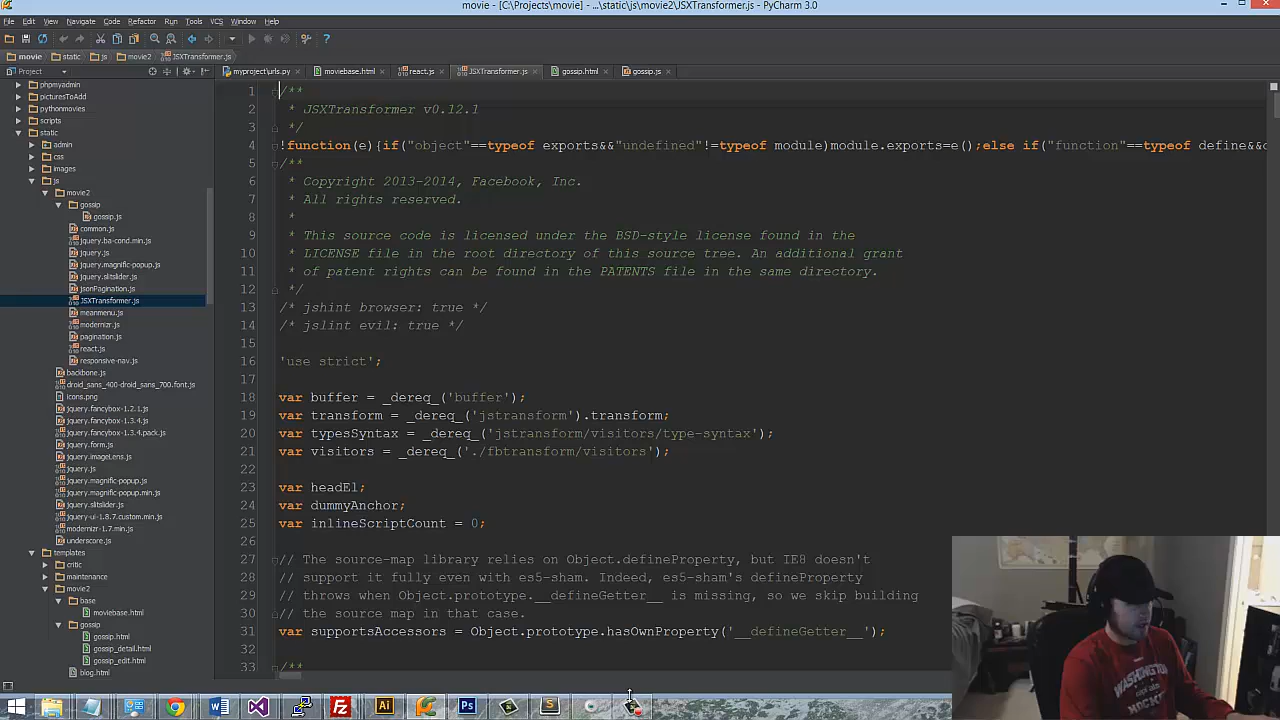 movie - [C:\Projects\movie] - ...\static\js\movie2\JSXTransformer.js - PyCharm 3.0
File Edit View Navigate Code Refactor Run Tools VCS Window Help
movie static js movie2 JSXTransformer.js
Project
myproject\urls.py moviebase.html react.js JSXTransformer.js gossip.html gossip.js
phpmyadmin
picturesToAdd
pythonmovies
scripts
static
admin
css
images
js
movie2
gossip
gossip.js
common.js
jquery.ba-cond.min.js
jquery.js
jquery.magnific-popup.js
jquery.slitslider.js
jsonPagination.js
JSXTransformer.js
meanmenu.js
modernizr.js
pagination.js
react.js
responsive-nav.js
backbone.js
droid_sans_400-droid_sans_700.font.js
icons.png
jquery.fancybox-1.2.1.js
jquery.fancybox-1.3.4.js
jquery.fancybox-1.3.4.pack.js
jquery.form.js
jquery.imageLens.js
jquery.js
jquery.magnific-popup.js
jquery.magnific-popup.min.js
jquery.slitslider.js
jquery-ui-1.8.7.custom.min.js
modernizr-1.7.min.js
underscore.js
templates
critic
maintenance
movie2
base
moviebase.html
gossip
gossip.html
gossip_detail.html
gossip_edit.html
blog.html
1 /**
2 * JSXTransformer v0.12.1
3 */
4 !function(e){if("object"==typeof exports&&"undefined"!=typeof module)module.exports=e();else if("function"==typeof define&&
5 /**
6 * Copyright 2013-2014, Facebook, Inc.
7 * All rights reserved.
8 *
9 * This source code is licensed under the BSD-style license found in the
10 * LICENSE file in the root directory of this source tree. An additional grant
11 * of patent rights can be found in the PATENTS file in the same directory.
12 */
13 /* jshint browser: true */
14 /* jslint evil: true */
15
16 'use strict';
17
18 var buffer = _dereq_('buffer');
19 var transform = _dereq_('jstransform').transform;
20 var typesSyntax = _dereq_('jstransform/visitors/type-syntax');
21 var visitors = _dereq_('./fbtransform/visitors');
22
23 var headEl;
24 var dummyAnchor;
25 var inlineScriptCount = 0;
26
27 // The source-map library relies on Object.defineProperty, but IE8 doesn't
28 // support it fully even with es5-sham. Indeed, es5-sham's defineProperty
29 // throws when Object.prototype.__defineGetter__ is missing, so we skip building
30 // the source map in that case.
31 var supportsAccessors = Object.prototype.hasOwnProperty('__defineGetter__');
32
33 /**
WASHINGTON
Fz Ai Ps S